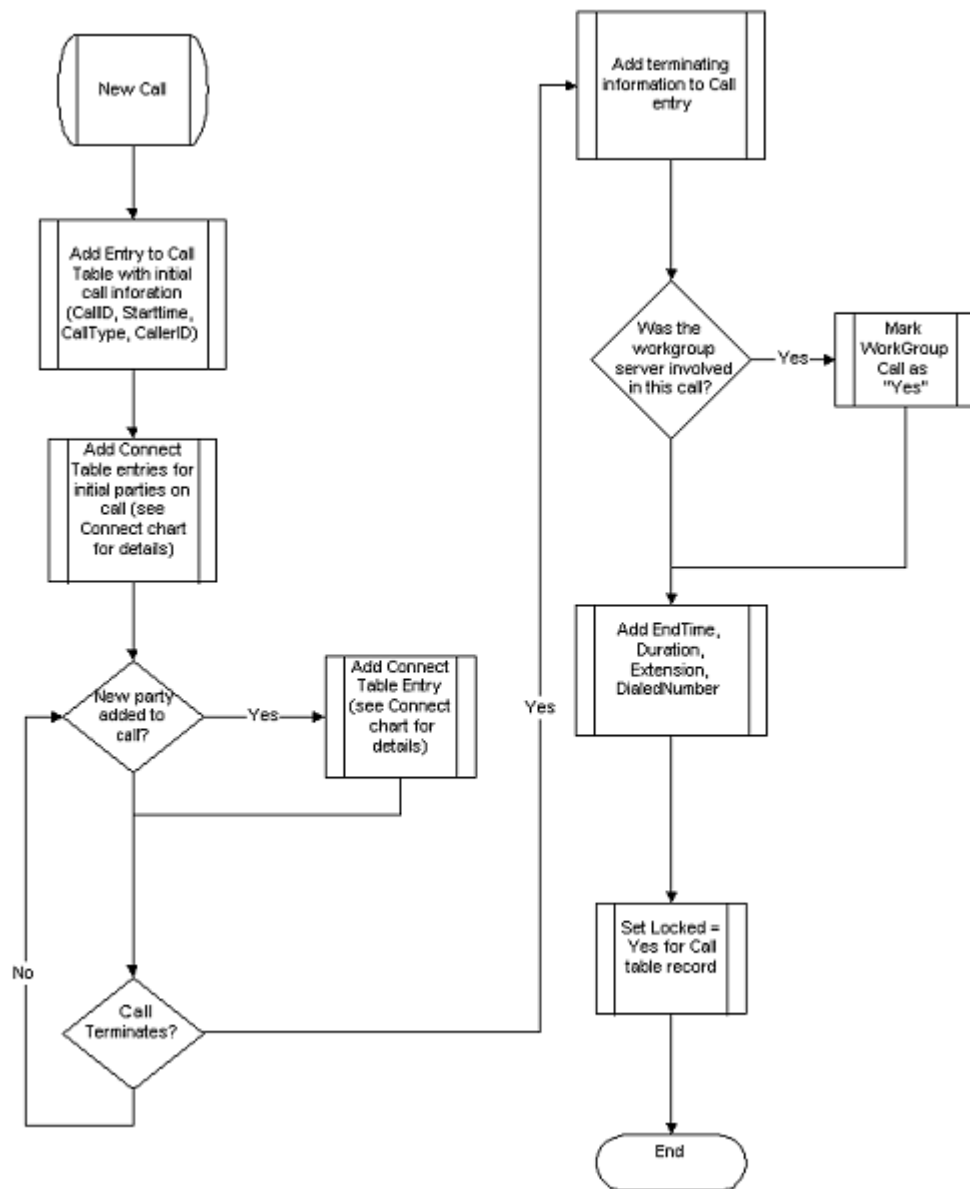 New Call
Add Entry to Call
Table with initial
call inforation
(CallID, Starttime,
CallType, CallerID)
Add Connect
Table entries for
initial parties on
call (see
Connect chart
for details)
New party
added to
call?
Yes
Add Connect
Table Entry
(see Connect
chart for
details)
No
Call
Terminates?
Yes
Add terminating
information to Call
entry
Was the
workgroup
server involved
in this call?
Yes
Mark
WorkGroup
Call as
"Yes"
Add EndTime,
Duration,
Extension,
DialedNumber
Set Locked =
Yes for Call
table record
End